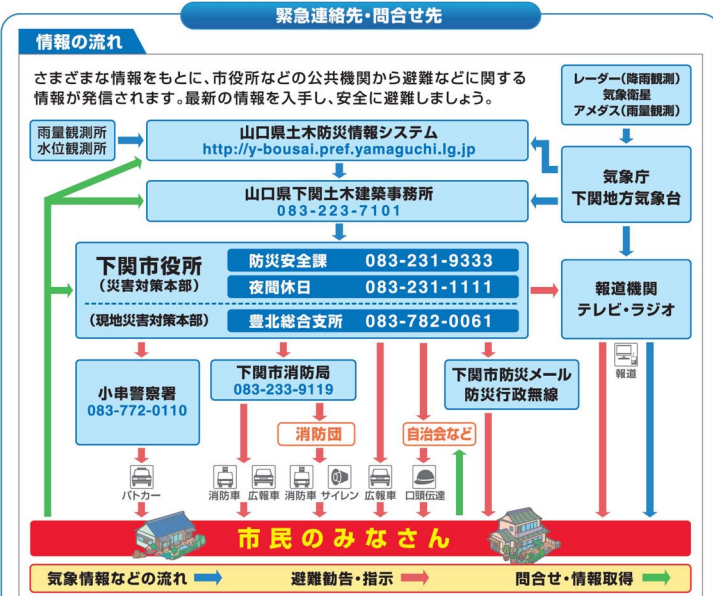 緊急連絡先・問合せ先
情報の流れ
さまざまな情報をもとに、市役所などの公共機関から避難などに関する
情報が発信されます。最新の情報を入手し、安全に避難しましょう。
レーダー(降雨観測)
気象衛星
アメダス(雨量観測)
雨量観測所
水位観測所
山口県土木防災情報システム
http://y-bousai.pref.yamaguchi.lg.jp
気象庁
下関地方気象台
山口県下関土木建築事務所
083-223-7101
下関市役所
(災害対策本部)
防災安全課 083-231-9333
夜間休日 083-231-1111
(現地災害対策本部)
豊北総合支所 083-782-0061
報道機関
テレビ・ラジオ
報道
小串警察署
083-772-0110
下関市消防局
083-233-9119
下関市防災メール
防災行政無線
消防団
自治会など
パトカー
消防車
広報車
消防車
サイレン
広報車
口頭伝達
市民のみなさん
気象情報などの流れ
避難勧告・指示
問合せ・情報取得